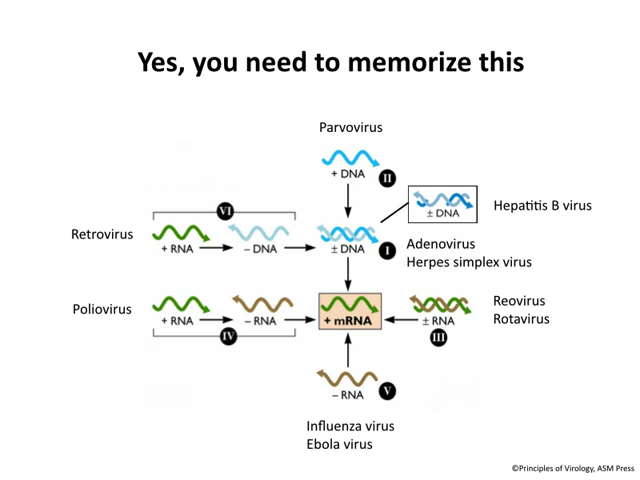 Yes, you need to memorize this
Parvovirus
+ DNA
II
VI
± DNA
Hepatitis B virus
Retrovirus
+ RNA
– DNA
± DNA
I
Adenovirus
Herpes simplex virus
Poliovirus
+ RNA
– RNA
+ mRNA
± RNA
Reovirus
Rotavirus
IV
III
– RNA
V
Influenza virus
Ebola virus
©Principles of Virology, ASM Press